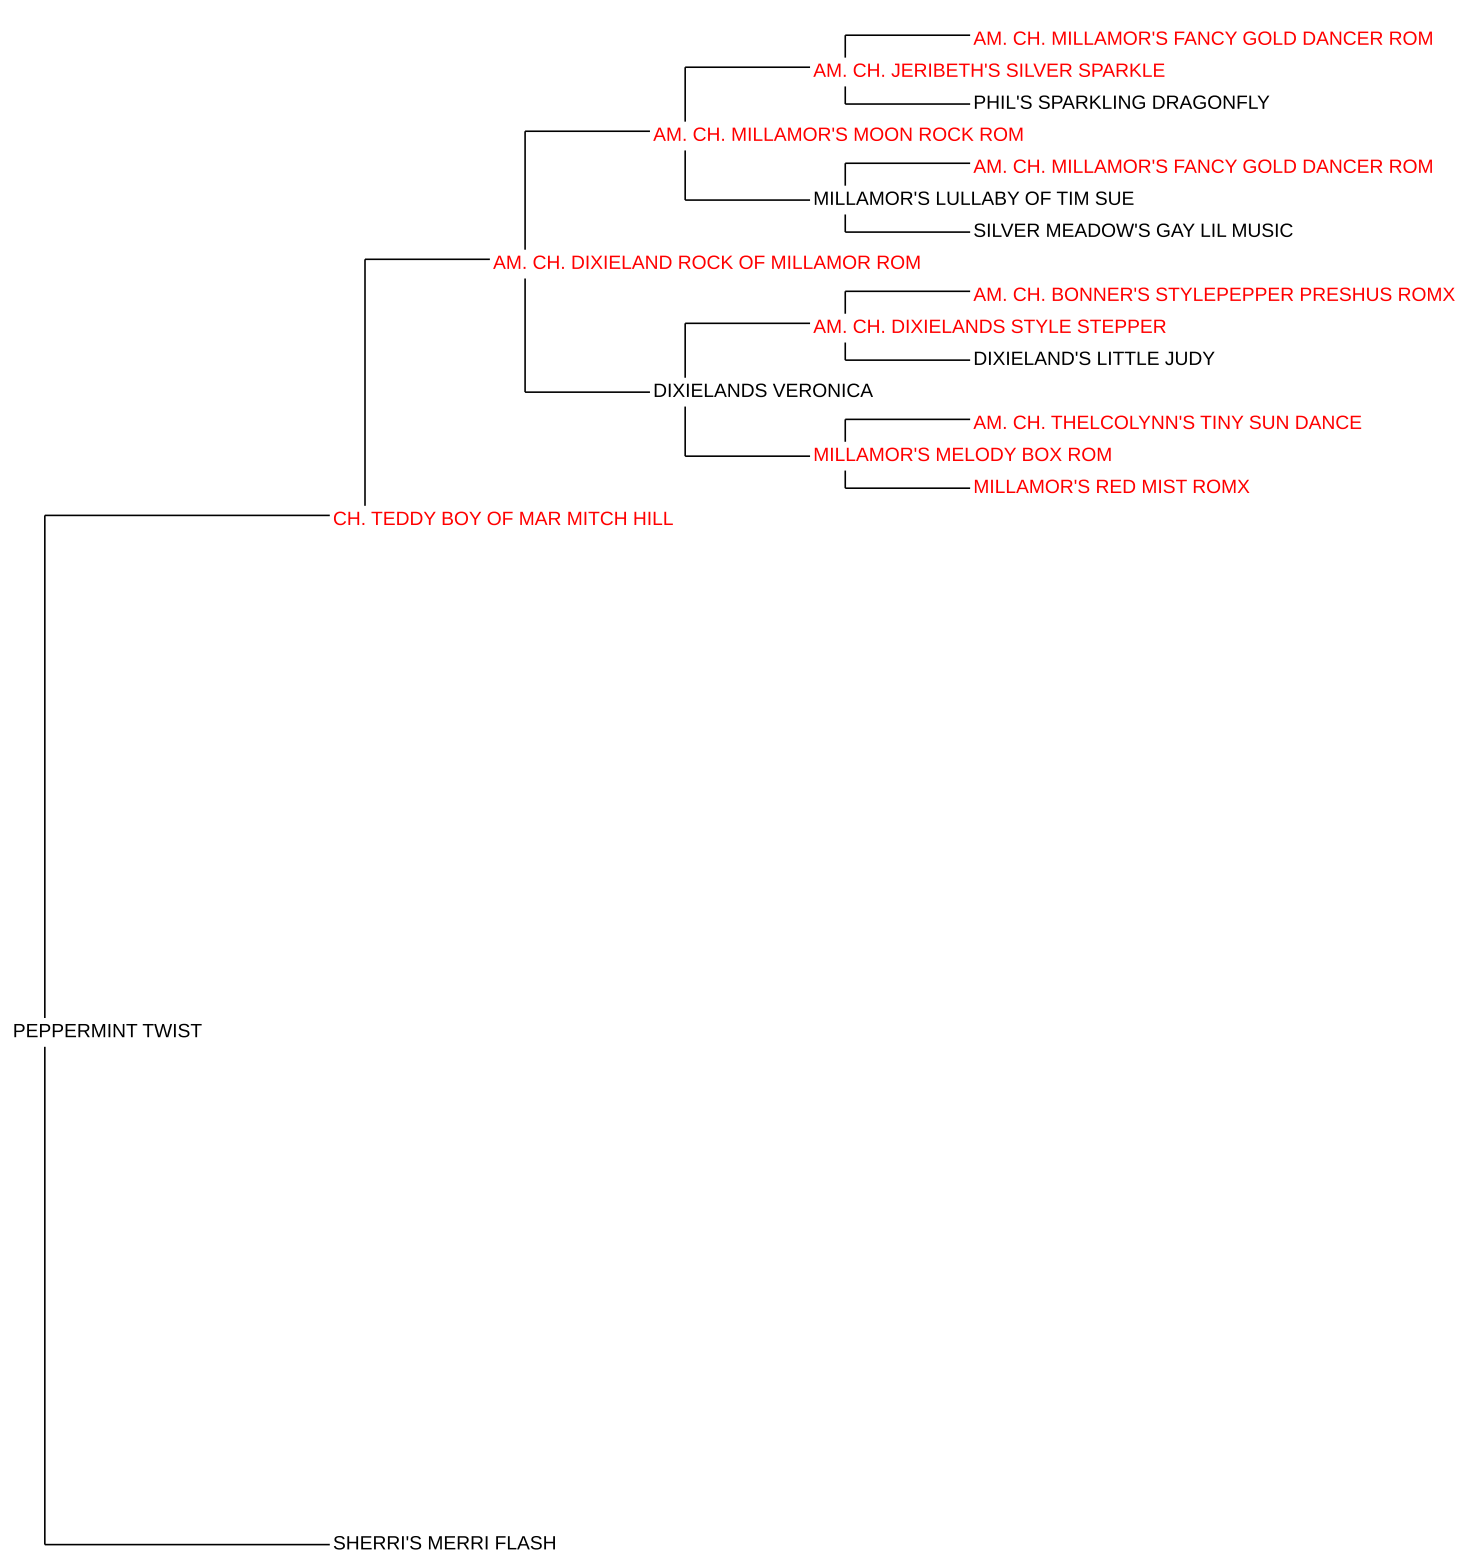 AM. CH. MILLAMOR'S FANCY GOLD DANCER ROM
AM. CH. JERIBETH'S SILVER SPARKLE
PHIL'S SPARKLING DRAGONFLY
AM. CH. MILLAMOR'S MOON ROCK ROM
AM. CH. MILLAMOR'S FANCY GOLD DANCER ROM
MILLAMOR'S LULLABY OF TIM SUE
SILVER MEADOW'S GAY LIL MUSIC
AM. CH. DIXIELAND ROCK OF MILLAMOR ROM
AM. CH. BONNER'S STYLEPEPPER PRESHUS ROMX
AM. CH. DIXIELANDS STYLE STEPPER
DIXIELAND'S LITTLE JUDY
DIXIELANDS VERONICA
AM. CH. THELCOLYNN'S TINY SUN DANCE
MILLAMOR'S MELODY BOX ROM
MILLAMOR'S RED MIST ROMX
CH. TEDDY BOY OF MAR MITCH HILL
PEPPERMINT TWIST
SHERRI'S MERRI FLASH